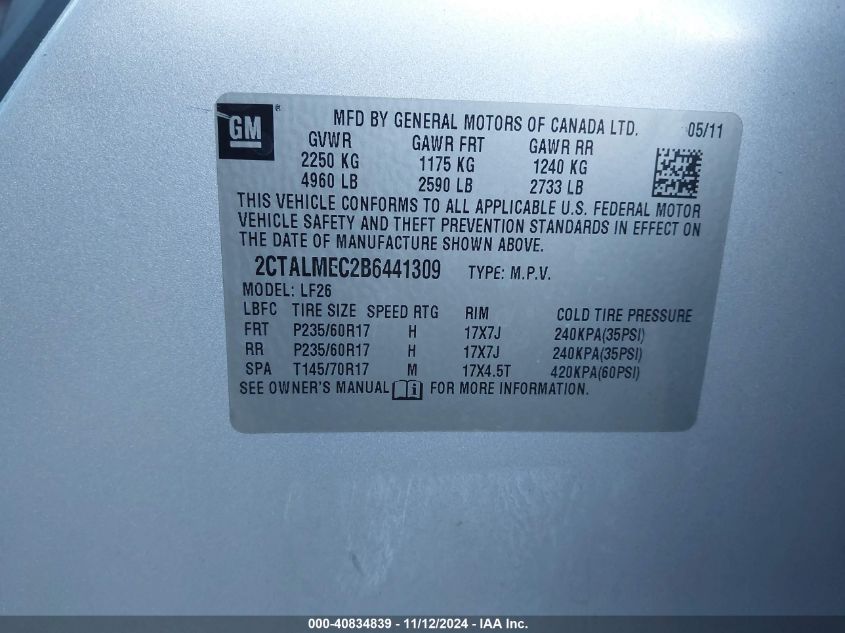 GM ®
MFD BY GENERAL MOTORS OF CANADA LTD. 05/11
GVWR GAWR FRT GAWR RR
2250 KG 1175 KG 1240 KG
4960 LB 2590 LB 2733 LB
THIS VEHICLE CONFORMS TO ALL APPLICABLE U.S. FEDERAL MOTOR
VEHICLE SAFETY AND THEFT PREVENTION STANDARDS IN EFFECT ON
THE DATE OF MANUFACTURE SHOWN ABOVE.
2CTALMEC2B6441309 TYPE: M.P.V.
MODEL: LF26
LBFC TIRE SIZE SPEED RTG RIM COLD TIRE PRESSURE
FRT P235/60R17 H 17X7J 240KPA(35PSI)
RR P235/60R17 H 17X7J 240KPA(35PSI)
SPA T145/70R17 M 17X4.5T 420KPA(60PSI)
SEE OWNER'S MANUAL i FOR MORE INFORMATION.
000-40834839 - 11/12/2024 - IAA Inc.